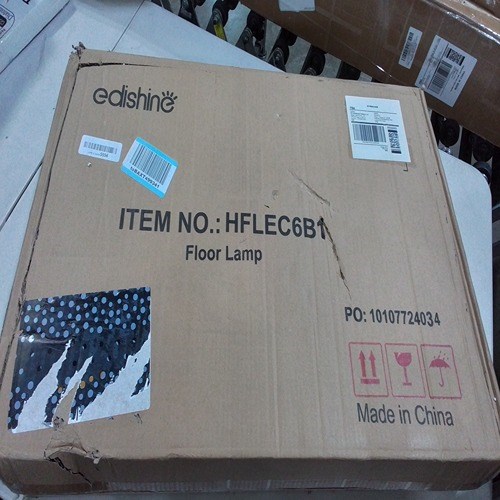 edishine
ITEM NO.: HFLEC6B1
Floor Lamp
PO: 10107724034
Made in China